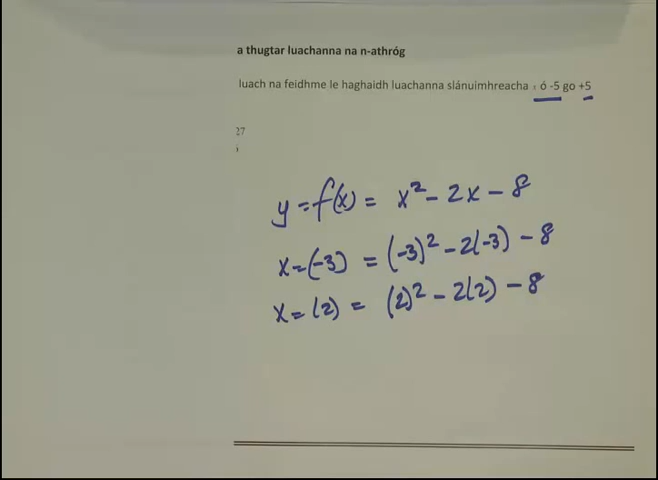 a thugtar luachanna na n-athróg
luach na feidhme le haghaidh luachanna slánuimhreacha ó -5 go +5
27
y = f(x) = x² - 2x - 8
x = (-3) = (-3)² - 2(-3) - 8
x = (2) = (2)² - 2(2) - 8